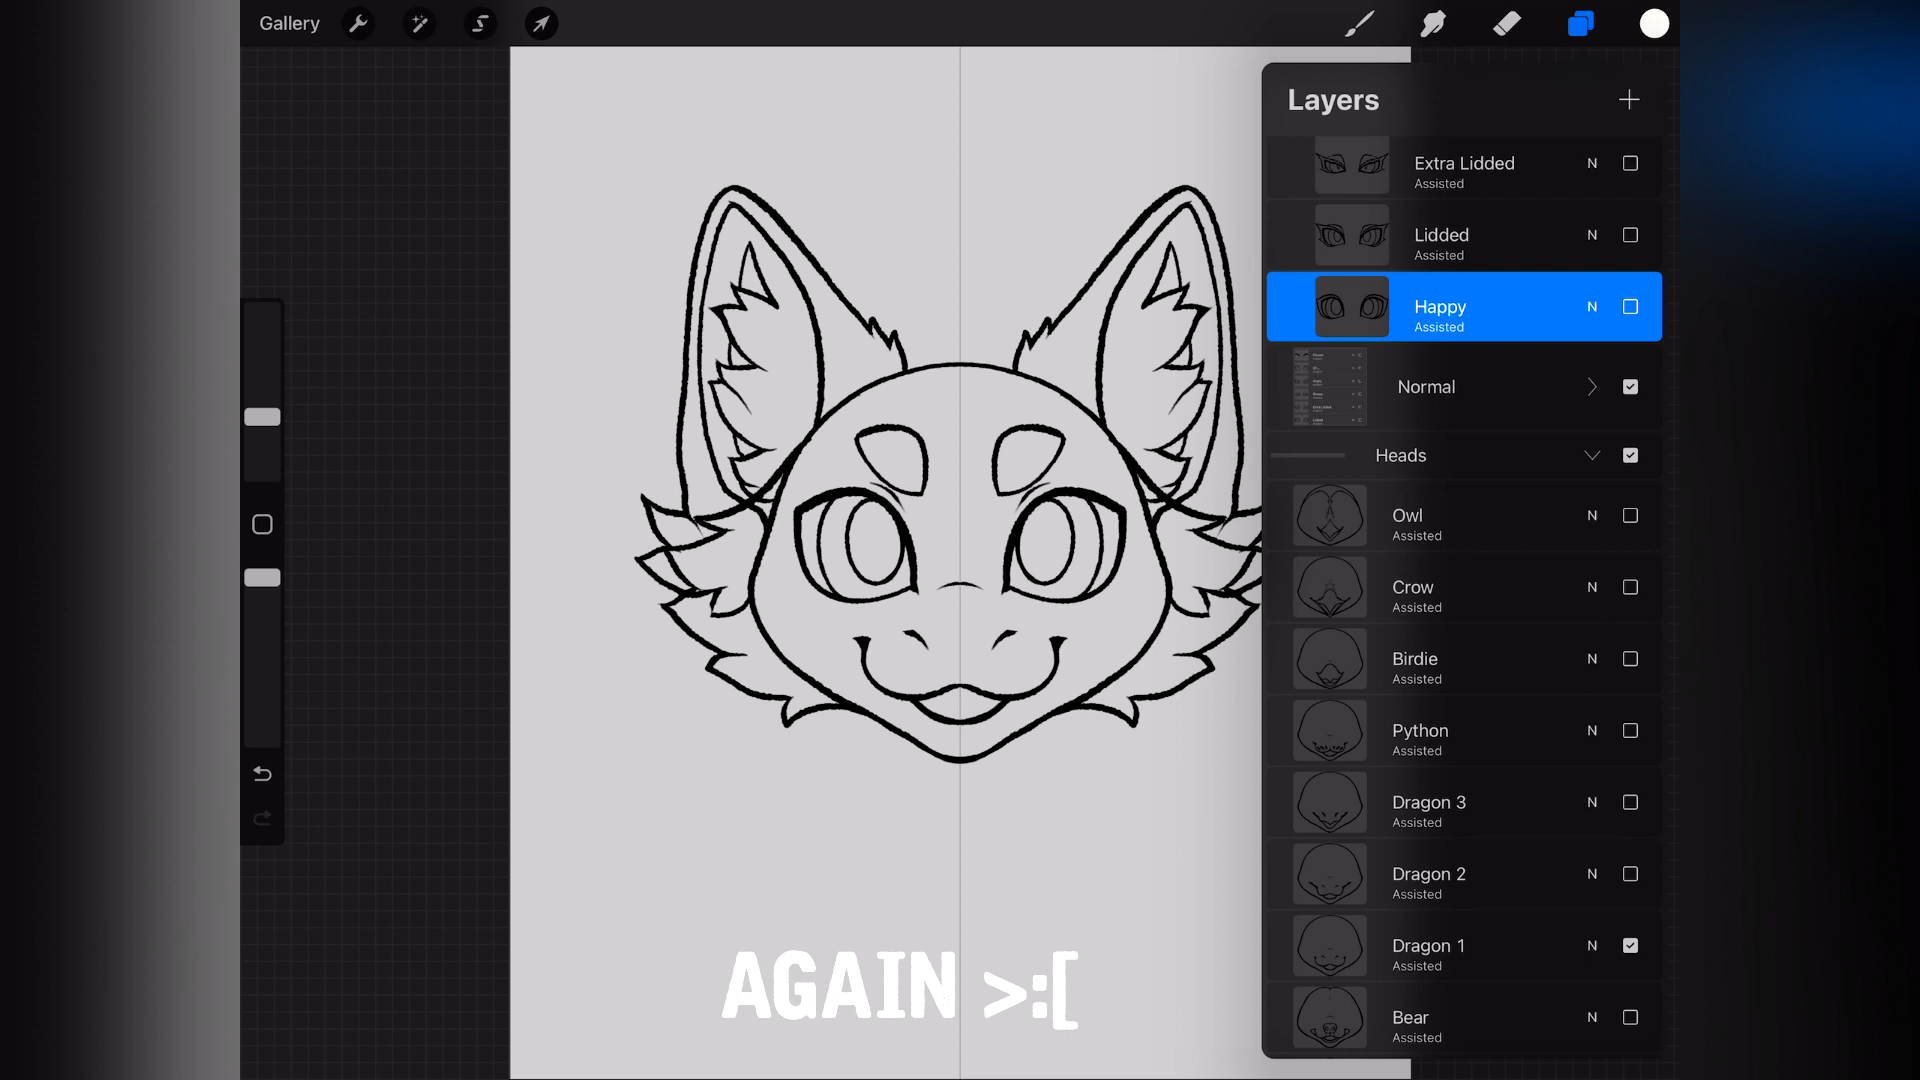 Gallery
Layers
Extra Lidded N
Assisted
Lidded N
Assisted
Happy N
Assisted
Normal
Heads
Owl N
Assisted
Crow N
Assisted
Birdie N
Assisted
Python N
Assisted
Dragon 3 N
Assisted
Dragon 2 N
Assisted
Dragon 1 N
Assisted
Bear N
Assisted
AGAIN >:[